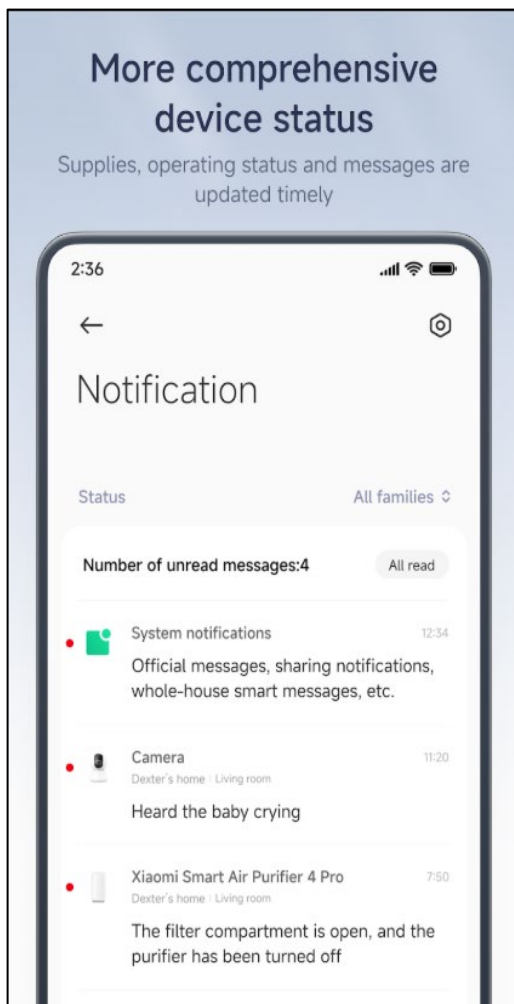 More comprehensive
device status
Supplies, operating status and messages are
updated timely
2:36
Notification
Status All families
Number of unread messages:4 All read
System notifications 12:34
Official messages, sharing notifications,
whole-house smart messages, etc.
Camera 11:20
Dexter's home | Living room
Heard the baby crying
Xiaomi Smart Air Purifier 4 Pro 7:50
Dexter's home | Living room
The filter compartment is open, and the
purifier has been turned off